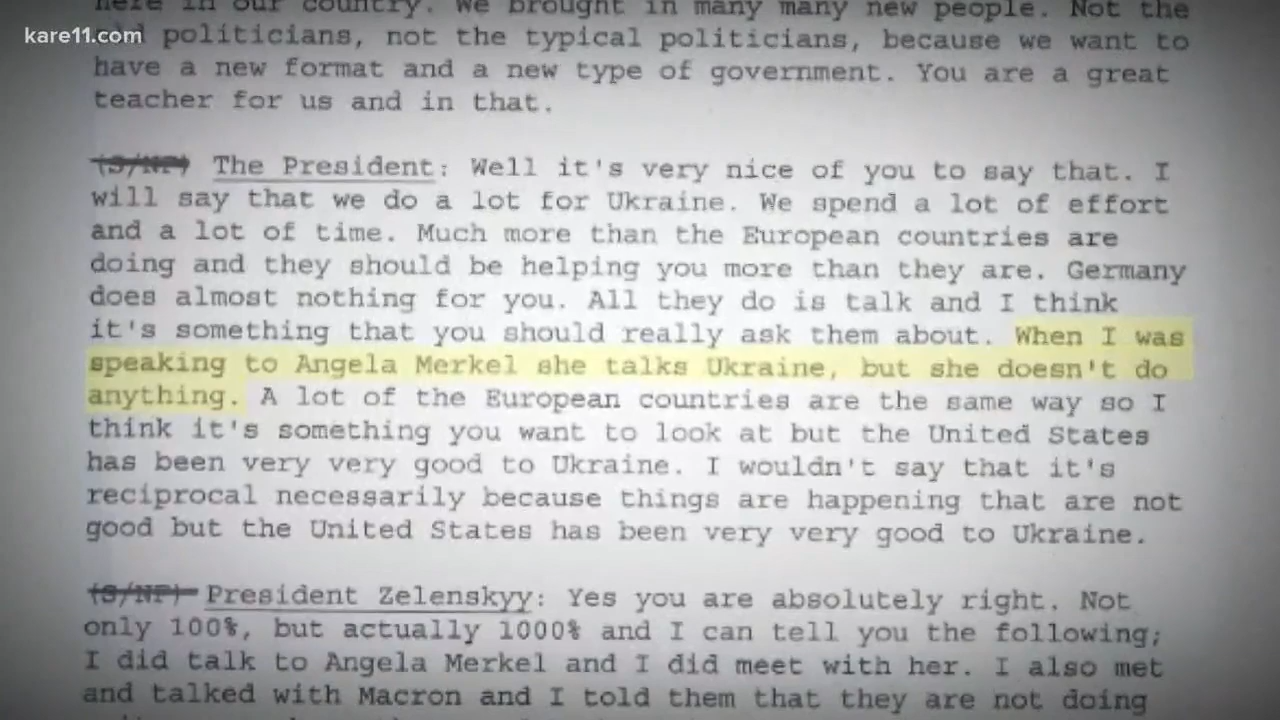 here in our country. We brought in many many new people. Not the
kare11.com
politicians, not the typical politicians, because we want to
have a new format and a new type of government. You are a great
teacher for us and in that.
(S/NF) The President: Well it's very nice of you to say that. I
will say that we do a lot for Ukraine. We spend a lot of effort
and a lot of time. Much more than the European countries are
doing and they should be helping you more than they are. Germany
does almost nothing for you. All they do is talk and I think
it's something that you should really ask them about. When I was
speaking to Angela Merkel she talks Ukraine, but she doesn't do
anything. A lot of the European countries are the same way so I
think it's something you want to look at but the United States
has been very very good to Ukraine. I wouldn't say that it's
reciprocal necessarily because things are happening that are not
good but the United States has been very very good to Ukraine.
(S/NF) President Zelenskyy: Yes you are absolutely right. Not
only 100%, but actually 1000% and I can tell you the following;
I did talk to Angela Merkel and I did meet with her. I also met
and talked with Macron and I told them that they are not doing